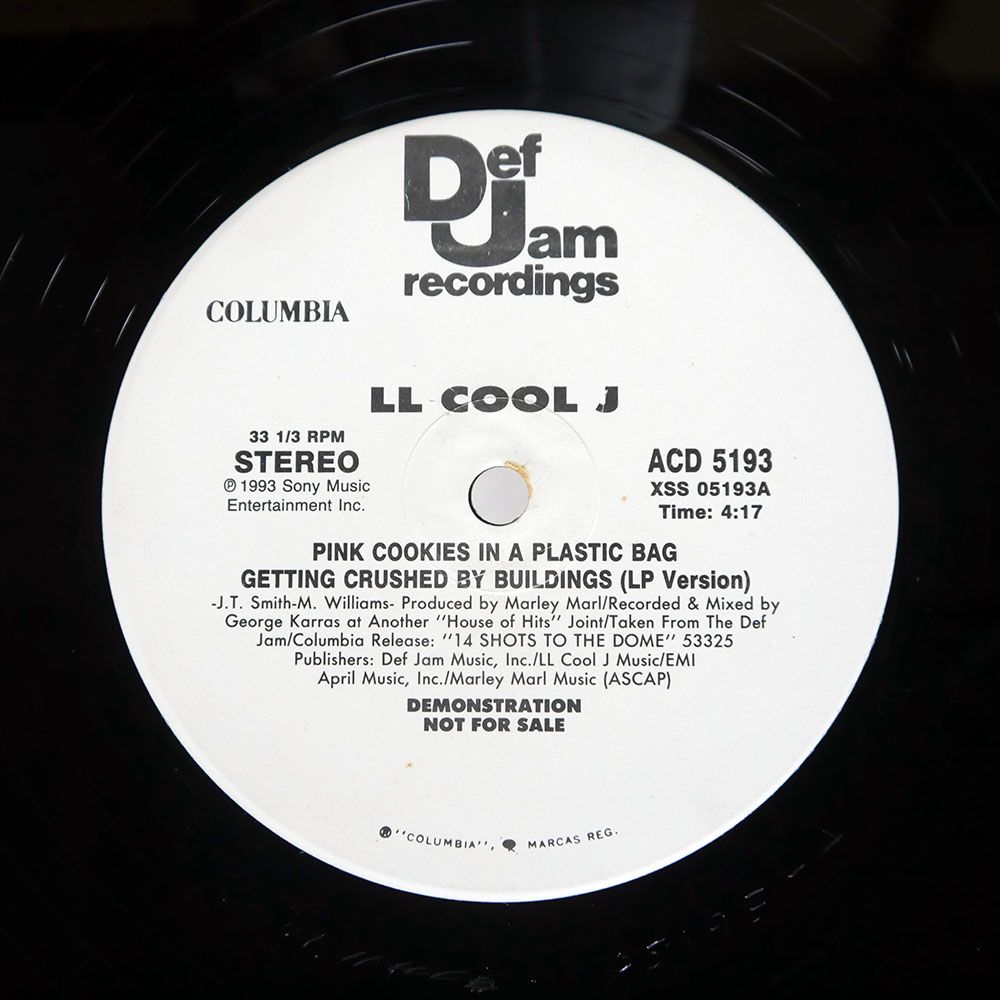 Def
Jam
recordings
COLUMBIA
LL COOL J
33 1/3 RPM
STEREO
℗ 1993 Sony Music
Entertainment Inc.
ACD 5193
XSS 05193A
Time: 4:17
PINK COOKIES IN A PLASTIC BAG
GETTING CRUSHED BY BUILDINGS (LP Version)
-J.T. Smith-M. Williams- Produced by Marley Marl/Recorded & Mixed by
George Karras at Another "House of Hits" Joint/Taken From The Def
Jam/Columbia Release: "14 SHOTS TO THE DOME" 53325
Publishers: Def Jam Music, Inc./LL Cool J Music/EMI
April Music, Inc./Marley Marl Music (ASCAP)
DEMONSTRATION
NOT FOR SALE
® "COLUMBIA", MARCAS REG.